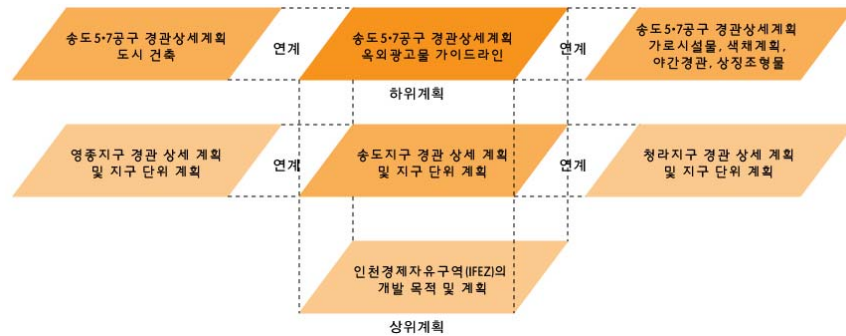 송도5•7공구 경관상세계획
도시 건축
연계
송도5•7공구 경관상세계획
옥외광고물 가이드라인
연계
송도5•7공구 경관상세계획
가로시설물, 색채계획,
야간경관, 상징조형물
하위계획
영종지구 경관 상세 계획
및 지구 단위 계획
연계
송도지구 경관 상세 계획
및 지구 단위 계획
연계
청라지구 경관 상세 계획
및 지구 단위 계획
인천경제자유구역(IFEZ)의
개발 목적 및 계획
상위계획